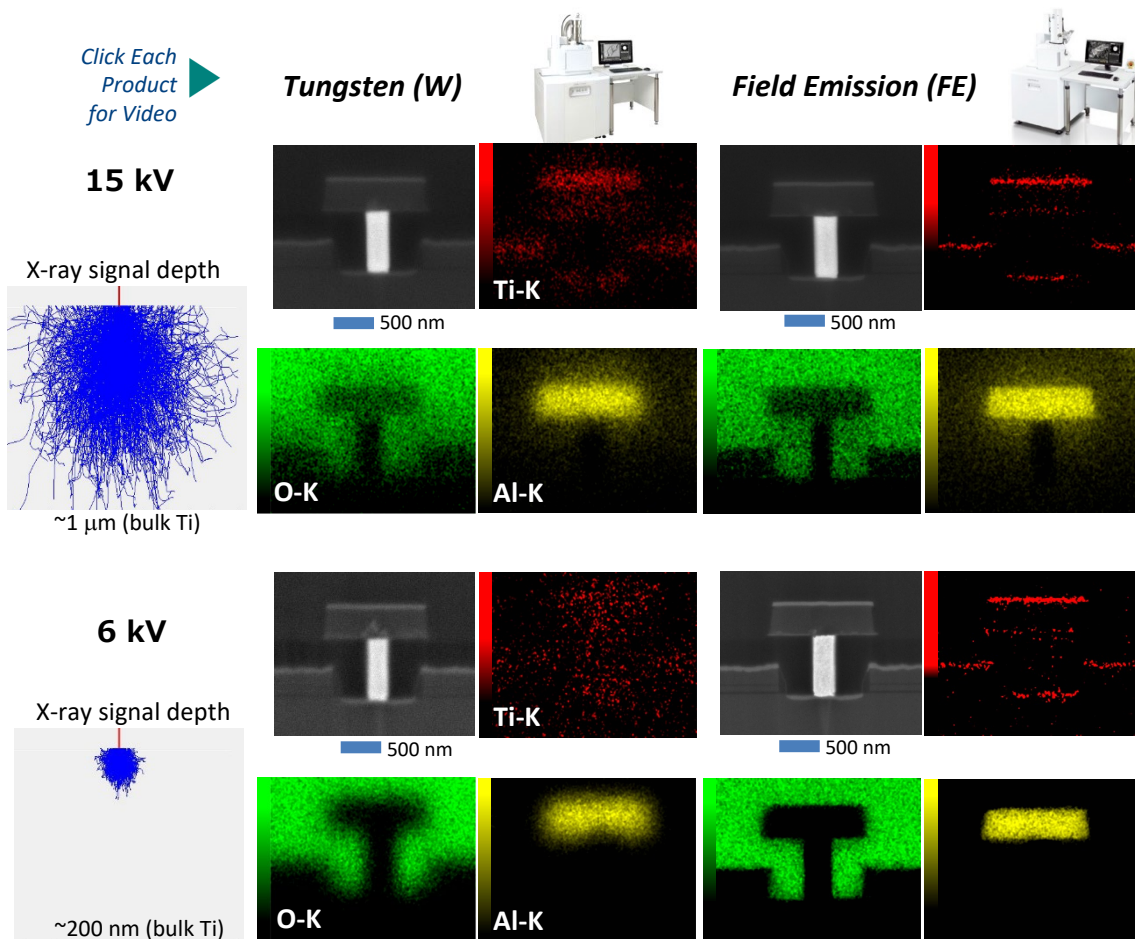 Click Each
Product
for Video
Tungsten (W)
Field Emission (FE)
15 kV
X-ray signal depth
~1 μm (bulk Ti)
Ti-K
500 nm
500 nm
O-K
Al-K
6 kV
X-ray signal depth
~200 nm (bulk Ti)
Ti-K
500 nm
500 nm
O-K
Al-K